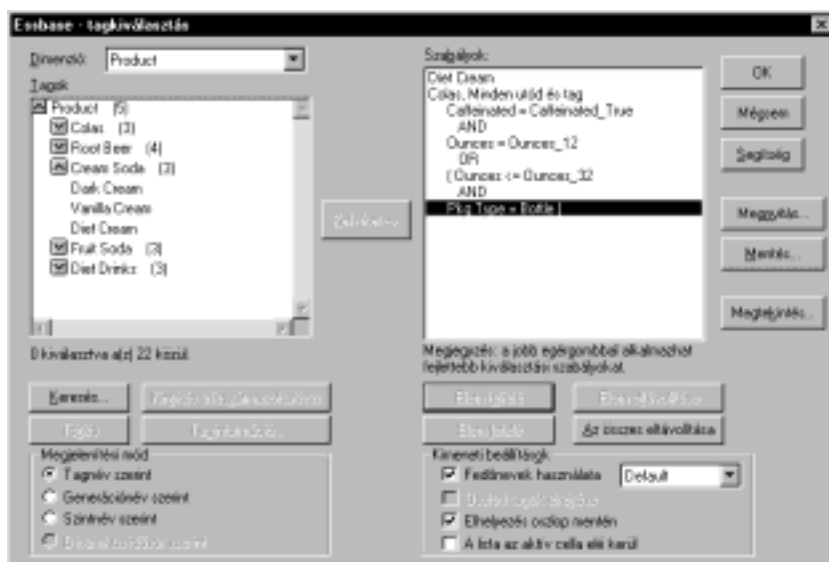 Essbase - tagkiválasztás
Dimenzió: Product
Tagok
Product (5)
Colas (3)
Root Beer (4)
Cream Soda (3)
Dark Cream
Vanilla Cream
Diet Cream
Fruit Soda (3)
Diet Drinks (3)
0 kiválasztva a(z) 22 közül.
Keresés...
Megjelenítési mód
Tagnév szerint
Generációnév szerint
Szintnév szerint
Szabályok:
Diet Cream
Colas, Minden utód és tag
Caffeinated = Caffeinated_True
AND
Ounces = Ounces_12
OR
( Ounces <= Ounces_32
AND
Pkg Type = Bottle )
Megjegyzés: a jobb egérgombbal alkalmazhat
fejlettebb kiválasztási szabályokat.
Az összes eltávolítása
Kimeneti beállítások
Fedőnevek használata Default
Elhelyezés oszlop mentén
A lista az aktív cella elé kerül
OK
Mégsem
Segítség
Megnyitás...
Mentés...
Megtekintés...